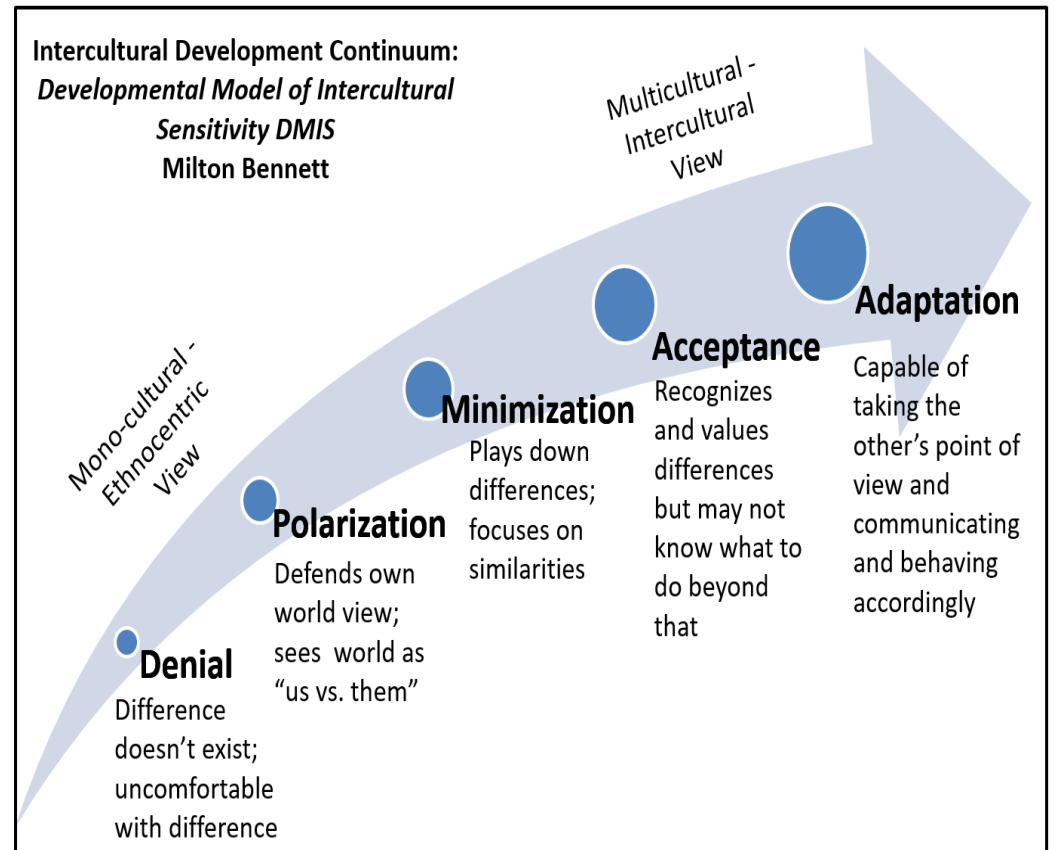 Intercultural Development Continuum:
Developmental Model of Intercultural
Sensitivity DMIS
Milton Bennett
Mono-cultural -
Ethnocentric
View
Multicultural -
Intercultural
View
Denial
Difference
doesn’t exist;
uncomfortable
with difference
Polarization
Defends own
world view;
sees  world as
“us vs. them”
Minimization
Plays down
differences;
focuses on
similarities
Acceptance
Recognizes
and values
differences
but may not
know what to
do beyond
that
Adaptation
Capable of
taking the
other’s point of
view and
communicating
and behaving
accordingly